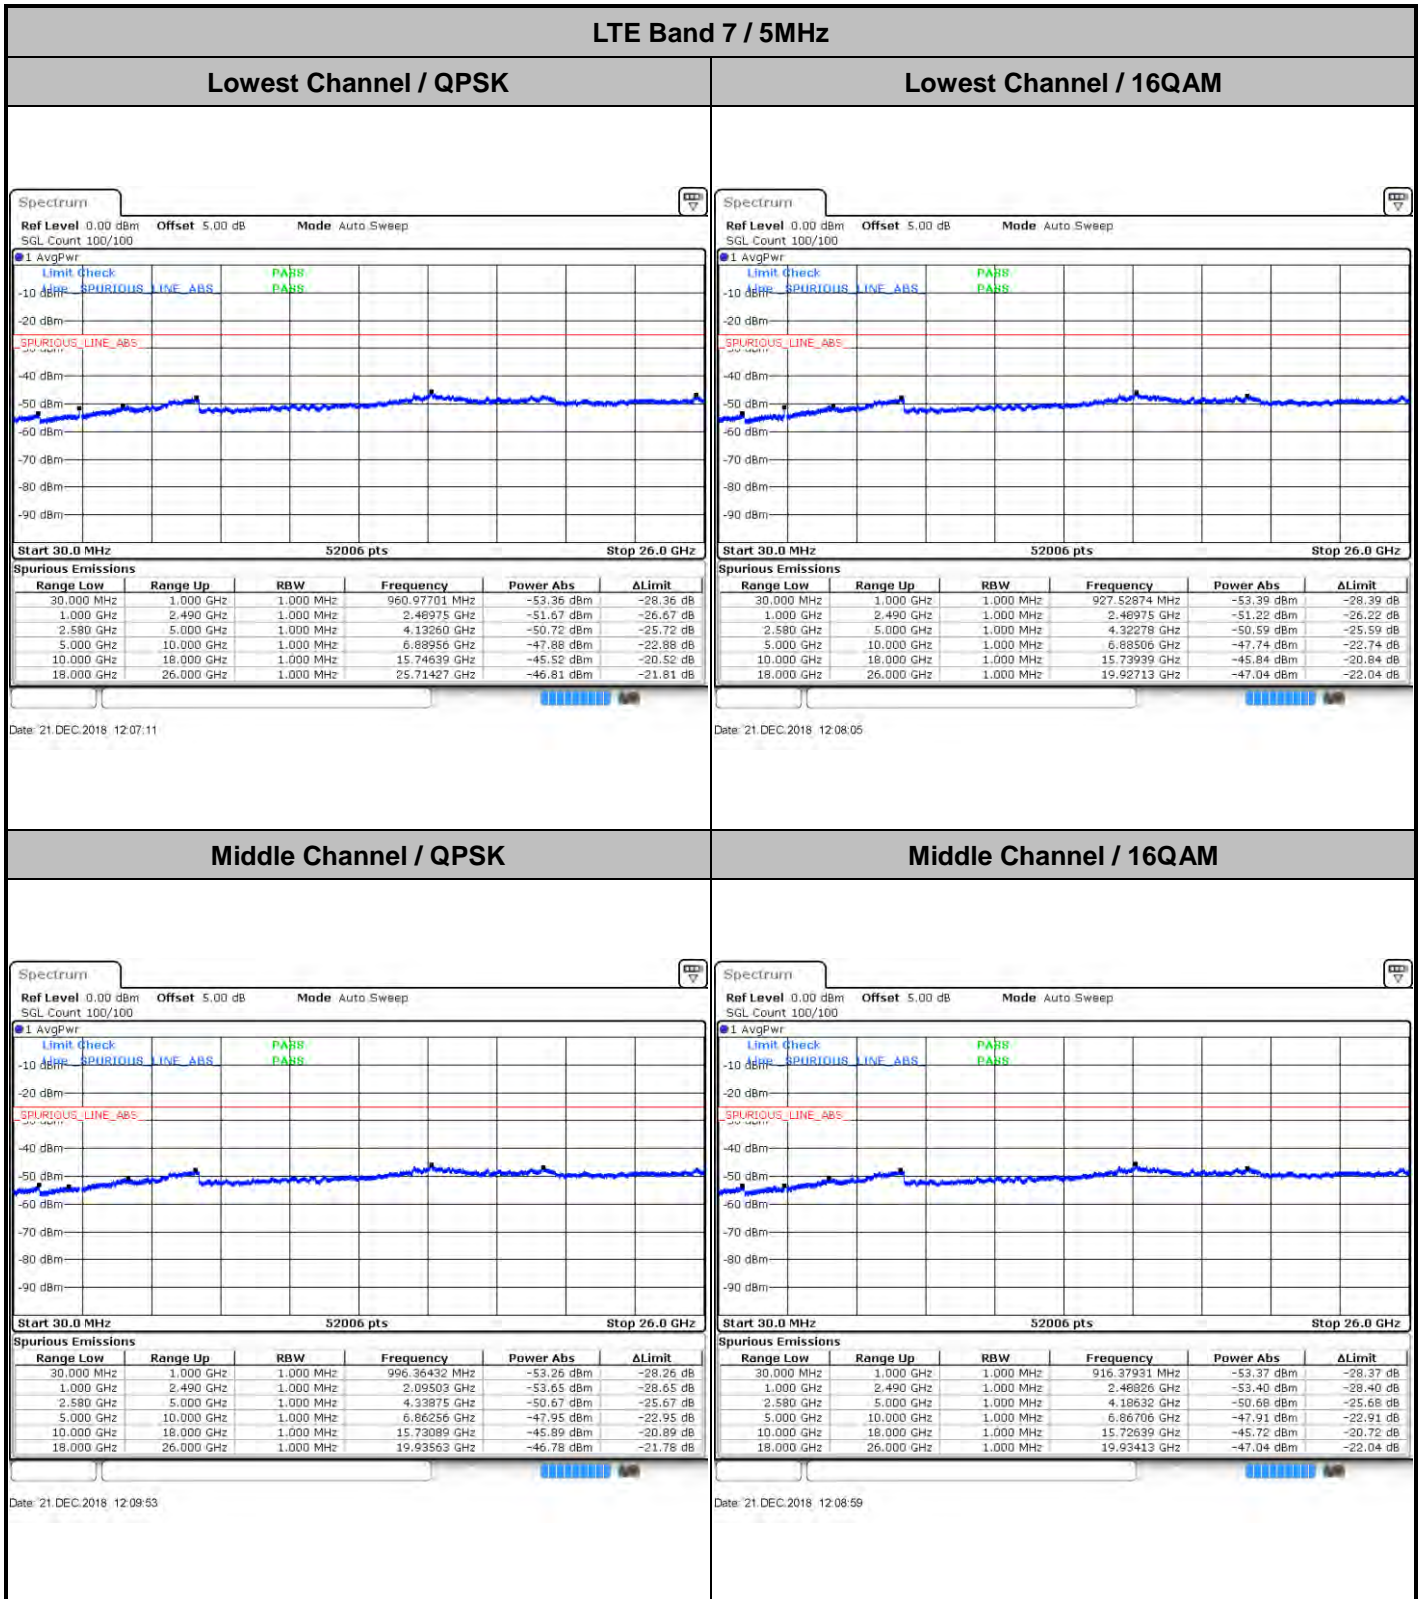 LTE Band 7 / 5MHz
Lowest Channel / QPSK
Lowest Channel / 16QAM
Spectrum
Ref Level 0.00 dBm Offset 5.00 dB Mode Auto Sweep
SGL Count 100/100
1 AvgPwr
Limit Check PASS
Line _SPURIOUS_LINE_ABS_ PASS
-10 dBm
-20 dBm
_SPURIOUS_LINE_ABS_
-30 dBm
-40 dBm
-50 dBm
-60 dBm
-70 dBm
-80 dBm
-90 dBm
Start 30.0 MHz 52006 pts Stop 26.0 GHz
Spurious Emissions
Range Low Range Up RBW Frequency Power Abs ΔLimit
30.000 MHz 1.000 GHz 1.000 MHz 960.97701 MHz -53.36 dBm -28.36 dB
1.000 GHz 2.490 GHz 1.000 MHz 2.48975 GHz -51.67 dBm -26.67 dB
2.580 GHz 5.000 GHz 1.000 MHz 4.13260 GHz -50.72 dBm -25.72 dB
5.000 GHz 10.000 GHz 1.000 MHz 6.88956 GHz -47.88 dBm -22.88 dB
10.000 GHz 18.000 GHz 1.000 MHz 15.74639 GHz -45.52 dBm -20.52 dB
18.000 GHz 26.000 GHz 1.000 MHz 25.71427 GHz -46.81 dBm -21.81 dB
Date: 21.DEC.2018 12:07:11
Spectrum
Ref Level 0.00 dBm Offset 5.00 dB Mode Auto Sweep
SGL Count 100/100
1 AvgPwr
Limit Check PASS
Line _SPURIOUS_LINE_ABS_ PASS
-10 dBm
-20 dBm
_SPURIOUS_LINE_ABS_
-30 dBm
-40 dBm
-50 dBm
-60 dBm
-70 dBm
-80 dBm
-90 dBm
Start 30.0 MHz 52006 pts Stop 26.0 GHz
Spurious Emissions
Range Low Range Up RBW Frequency Power Abs ΔLimit
30.000 MHz 1.000 GHz 1.000 MHz 927.52874 MHz -53.39 dBm -28.39 dB
1.000 GHz 2.490 GHz 1.000 MHz 2.48975 GHz -51.22 dBm -26.22 dB
2.580 GHz 5.000 GHz 1.000 MHz 4.32278 GHz -50.59 dBm -25.59 dB
5.000 GHz 10.000 GHz 1.000 MHz 6.88506 GHz -47.74 dBm -22.74 dB
10.000 GHz 18.000 GHz 1.000 MHz 15.73939 GHz -45.84 dBm -20.84 dB
18.000 GHz 26.000 GHz 1.000 MHz 19.92713 GHz -47.04 dBm -22.04 dB
Date: 21.DEC.2018 12:08:05
Middle Channel / QPSK
Middle Channel / 16QAM
Spectrum
Ref Level 0.00 dBm Offset 5.00 dB Mode Auto Sweep
SGL Count 100/100
1 AvgPwr
Limit Check PASS
Line _SPURIOUS_LINE_ABS_ PASS
-10 dBm
-20 dBm
_SPURIOUS_LINE_ABS_
-30 dBm
-40 dBm
-50 dBm
-60 dBm
-70 dBm
-80 dBm
-90 dBm
Start 30.0 MHz 52006 pts Stop 26.0 GHz
Spurious Emissions
Range Low Range Up RBW Frequency Power Abs ΔLimit
30.000 MHz 1.000 GHz 1.000 MHz 996.36432 MHz -53.26 dBm -28.26 dB
1.000 GHz 2.490 GHz 1.000 MHz 2.09503 GHz -53.65 dBm -28.65 dB
2.580 GHz 5.000 GHz 1.000 MHz 4.33875 GHz -50.67 dBm -25.67 dB
5.000 GHz 10.000 GHz 1.000 MHz 6.86256 GHz -47.95 dBm -22.95 dB
10.000 GHz 18.000 GHz 1.000 MHz 15.73089 GHz -45.89 dBm -20.89 dB
18.000 GHz 26.000 GHz 1.000 MHz 19.93563 GHz -46.78 dBm -21.78 dB
Date: 21.DEC.2018 12:09:53
Spectrum
Ref Level 0.00 dBm Offset 5.00 dB Mode Auto Sweep
SGL Count 100/100
1 AvgPwr
Limit Check PASS
Line _SPURIOUS_LINE_ABS_ PASS
-10 dBm
-20 dBm
_SPURIOUS_LINE_ABS_
-30 dBm
-40 dBm
-50 dBm
-60 dBm
-70 dBm
-80 dBm
-90 dBm
Start 30.0 MHz 52006 pts Stop 26.0 GHz
Spurious Emissions
Range Low Range Up RBW Frequency Power Abs ΔLimit
30.000 MHz 1.000 GHz 1.000 MHz 916.37931 MHz -53.37 dBm -28.37 dB
1.000 GHz 2.490 GHz 1.000 MHz 2.48826 GHz -53.40 dBm -28.40 dB
2.580 GHz 5.000 GHz 1.000 MHz 4.18632 GHz -50.68 dBm -25.68 dB
5.000 GHz 10.000 GHz 1.000 MHz 6.86706 GHz -47.91 dBm -22.91 dB
10.000 GHz 18.000 GHz 1.000 MHz 15.72639 GHz -45.72 dBm -20.72 dB
18.000 GHz 26.000 GHz 1.000 MHz 19.93413 GHz -47.04 dBm -22.04 dB
Date: 21.DEC.2018 12:08:59